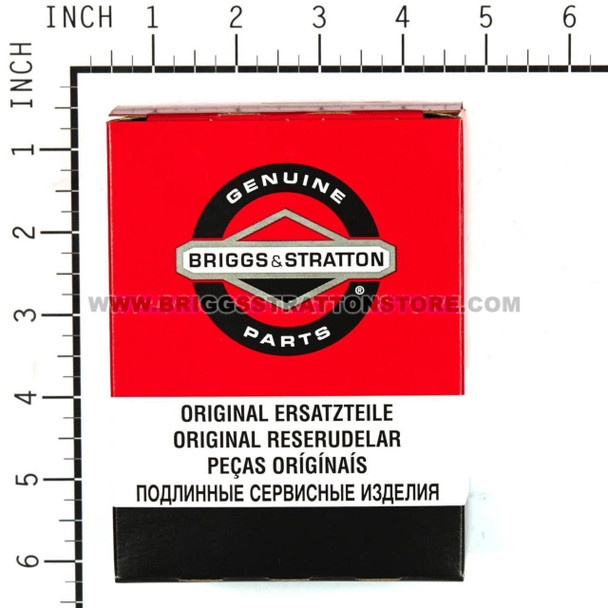 INCH 1 2 3 4 5 6
INCH
1
2
3
4
5
6
GENUINE
BRIGGS & STRATTON
®
PARTS
WWW.BRIGGSSTRATTONSTORE.COM
ORIGINAL ERSATZTEILE
ORIGINAL RESERUDELAR
PEÇAS ORÍGÍNAÍS
ПОДЛИННЫЕ СЕРВИСНЫЕ ИЗДЕЛИЯ